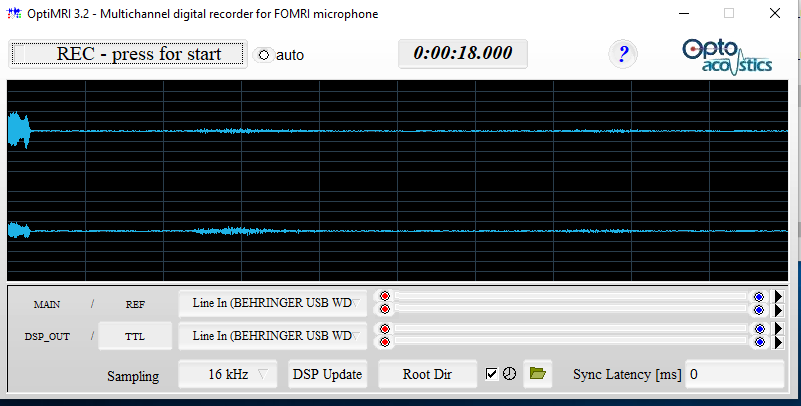 OptiMRI 3.2 - Multichannel digital recorder for FOMRI microphone
REC - press for start auto 0:00:18.000 ? Opto acoustics
MAIN / REF Line In (BEHRINGER USB WD
DSP_OUT / TTL Line In (BEHRINGER USB WD
Sampling 16 kHz DSP Update Root Dir Sync Latency [ms] 0